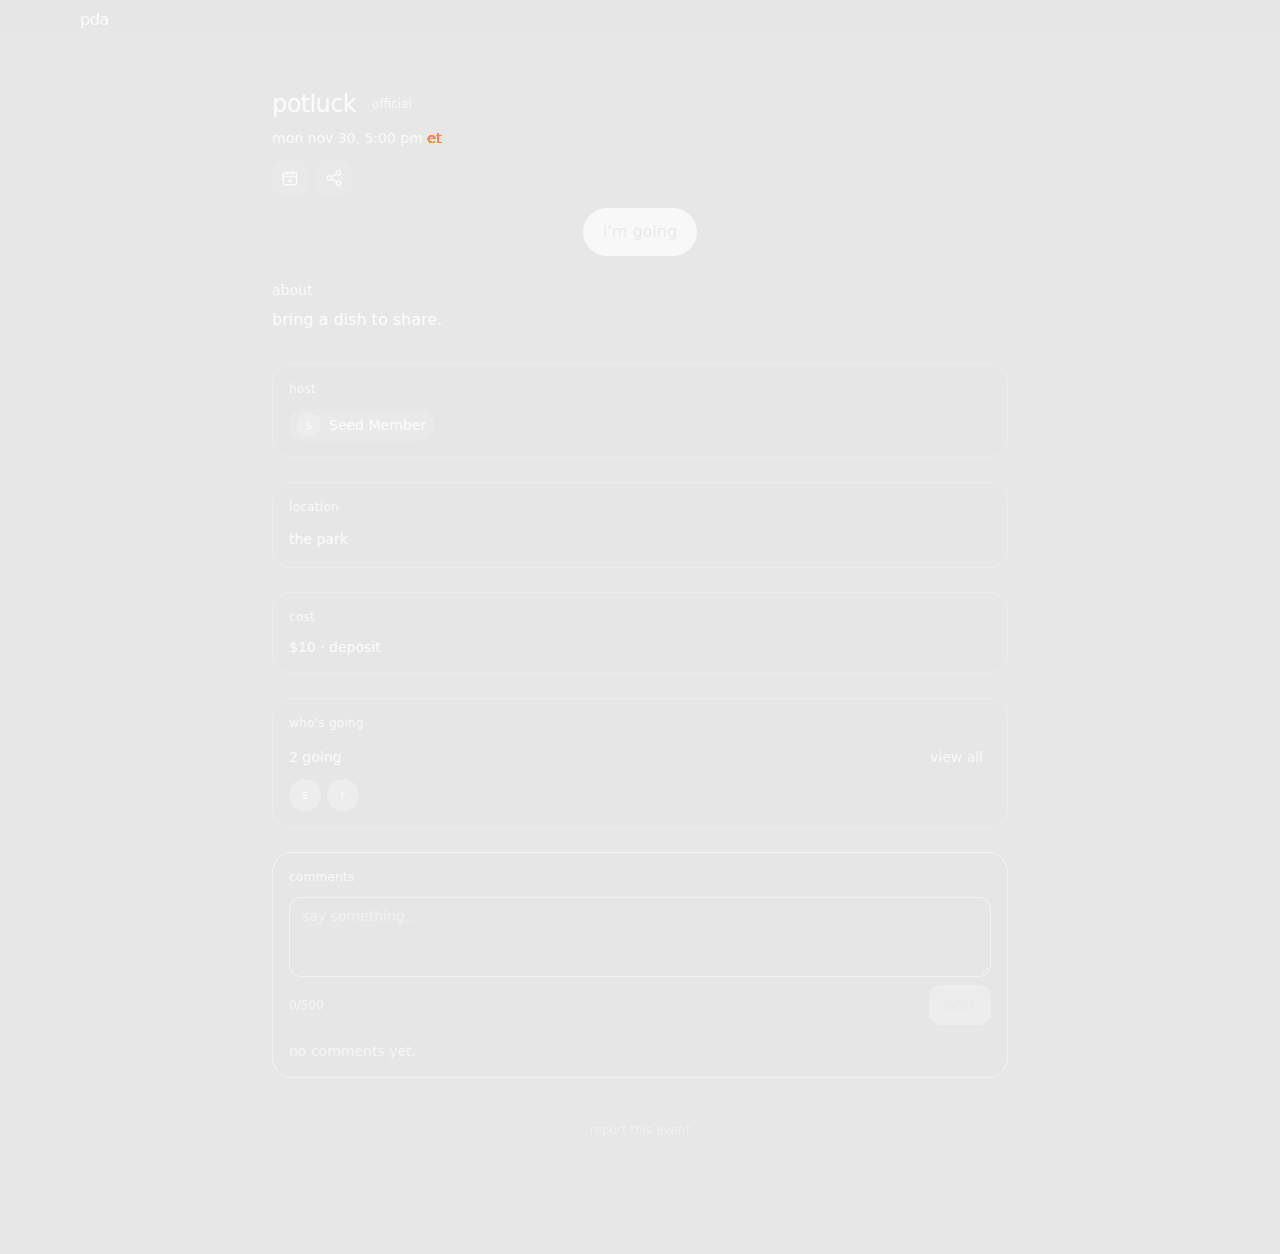 pda
potluck official
mon nov 30, 5:00 pm et
i'm going
about
bring a dish to share.
host
s Seed Member
location
the park
cost
$10 · deposit
who's going
2 going view all
s r
comments
say something...
0/500 post
no comments yet.
report this event